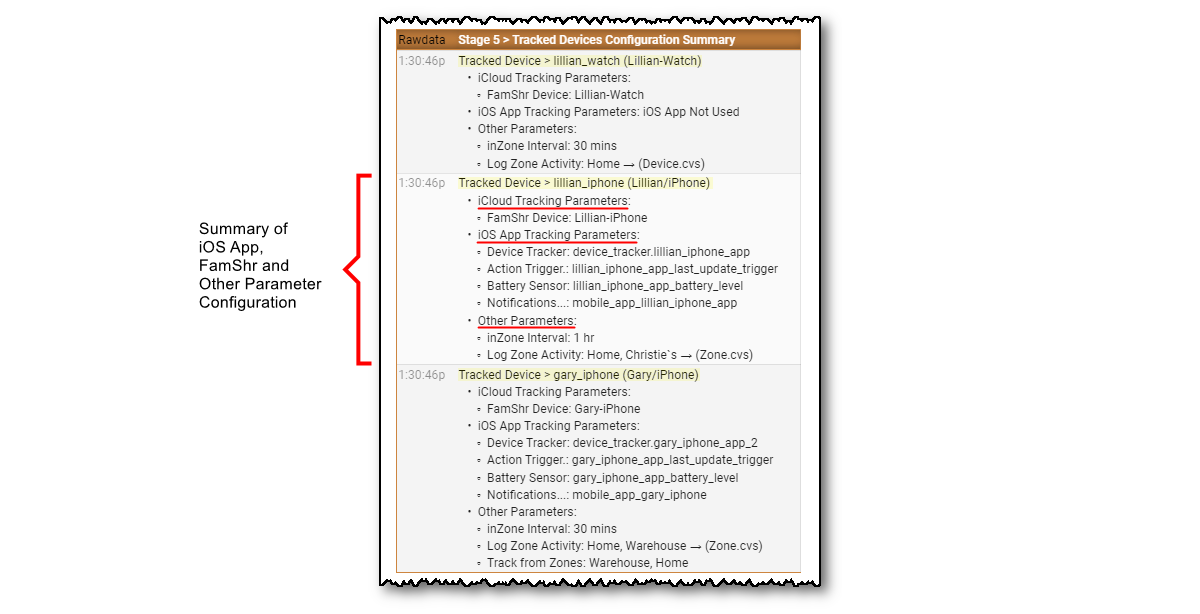 Rawdata Stage 5 > Tracked Devices Configuration Summary
1:30:46p Tracked Device > lillian_watch (Lillian-Watch)
• iCloud Tracking Parameters:
▫ FamShr Device: Lillian-Watch
• iOS App Tracking Parameters: iOS App Not Used
• Other Parameters:
▫ inZone Interval: 30 mins
▫ Log Zone Activity: Home → (Device.cvs)
Summary of
iOS App,
FamShr and
Other Parameter
Configuration
1:30:46p Tracked Device > lillian_iphone (Lillian/iPhone)
• iCloud Tracking Parameters:
▫ FamShr Device: Lillian-iPhone
• iOS App Tracking Parameters:
▫ Device Tracker: device_tracker.lillian_iphone_app
▫ Action Trigger.: lillian_iphone_app_last_update_trigger
▫ Battery Sensor: lillian_iphone_app_battery_level
▫ Notifications...: mobile_app_lillian_iphone_app
• Other Parameters:
▫ inZone Interval: 1 hr
▫ Log Zone Activity: Home, Christie`s → (Zone.cvs)
1:30:46p Tracked Device > gary_iphone (Gary/iPhone)
• iCloud Tracking Parameters:
▫ FamShr Device: Gary-iPhone
• iOS App Tracking Parameters:
▫ Device Tracker: device_tracker.gary_iphone_app_2
▫ Action Trigger.: gary_iphone_app_last_update_trigger
▫ Battery Sensor: gary_iphone_app_battery_level
▫ Notifications...: mobile_app_gary_iphone
• Other Parameters:
▫ inZone Interval: 30 mins
▫ Log Zone Activity: Home, Warehouse → (Zone.cvs)
▫ Track from Zones: Warehouse, Home